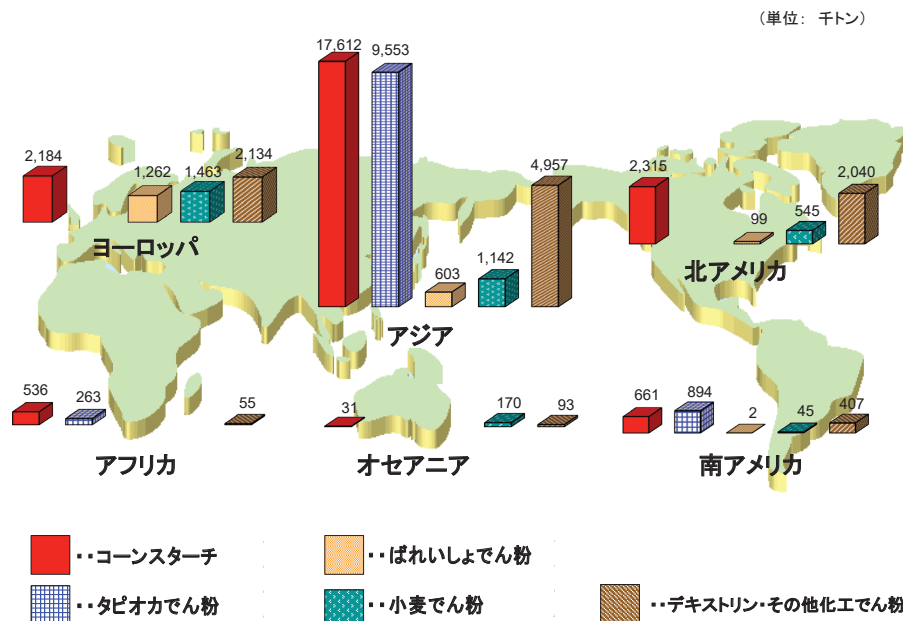 (単位: 千トン)
17,612
9,553
2,184
1,262
1,463
2,134
4,957
2,315
2,040
99
545
603
1,142
ヨーロッパ
北アメリカ
アジア
536
263
55
31
170
93
661
894
2
45
407
アフリカ
オセアニア
南アメリカ
・・コーンスターチ
・・ばれいしょでん粉
・・タピオカでん粉
・・小麦でん粉
・・デキストリン・その他化工でん粉